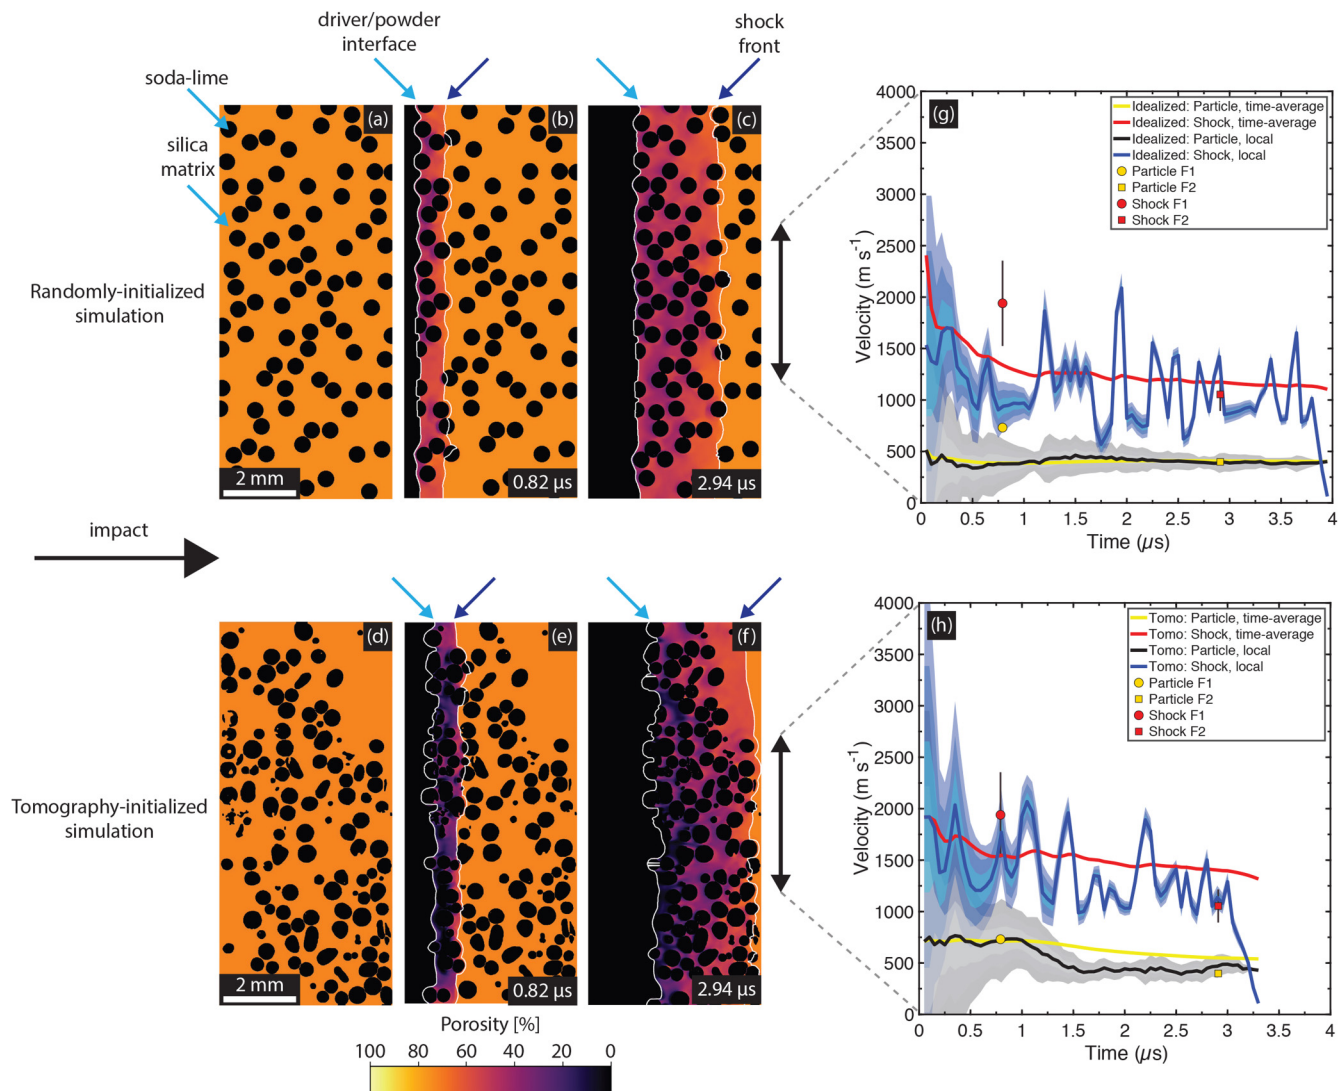 driver/powder
interface
shock
front
soda-lime
silica
matrix
(a)
(b)
(c)
Randomly-initialized
simulation
2 mm
0.82 µs
2.94 µs
impact
(d)
(e)
(f)
Tomography-initialized
simulation
2 mm
0.82 µs
2.94 µs
Porosity [%]
100 80 60 40 20 0
(g)
Idealized: Particle, time-average
Idealized: Shock, time-average
Idealized: Particle, local
Idealized: Shock, local
Particle F1
Particle F2
Shock F1
Shock F2
4000
3500
3000
2500
2000
1500
1000
500
0
Velocity (m s⁻¹)
0 0.5 1 1.5 2 2.5 3 3.5 4
Time (µs)
(h)
Tomo: Particle, time-average
Tomo: Shock, time-average
Tomo: Particle, local
Tomo: Shock, local
Particle F1
Particle F2
Shock F1
Shock F2
4000
3500
3000
2500
2000
1500
1000
500
0
Velocity (m s⁻¹)
0 0.5 1 1.5 2 2.5 3 3.5 4
Time (µs)